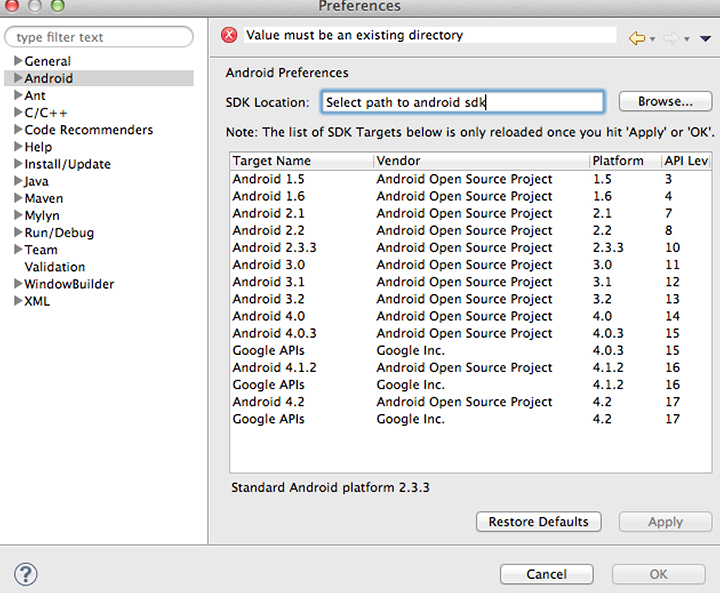 Preferences
type filter text
General
Android
Ant
C/C++
Code Recommenders
Help
Install/Update
Java
Maven
Mylyn
Run/Debug
Team
Validation
WindowBuilder
XML
Value must be an existing directory
Android Preferences
SDK Location: Select path to android sdk Browse...
Note: The list of SDK Targets below is only reloaded once you hit 'Apply' or 'OK'.
Target Name Vendor Platform API Lev
Android 1.5 Android Open Source Project 1.5 3
Android 1.6 Android Open Source Project 1.6 4
Android 2.1 Android Open Source Project 2.1 7
Android 2.2 Android Open Source Project 2.2 8
Android 2.3.3 Android Open Source Project 2.3.3 10
Android 3.0 Android Open Source Project 3.0 11
Android 3.1 Android Open Source Project 3.1 12
Android 3.2 Android Open Source Project 3.2 13
Android 4.0 Android Open Source Project 4.0 14
Android 4.0.3 Android Open Source Project 4.0.3 15
Google APIs Google Inc. 4.0.3 15
Android 4.1.2 Android Open Source Project 4.1.2 16
Google APIs Google Inc. 4.1.2 16
Android 4.2 Android Open Source Project 4.2 17
Google APIs Google Inc. 4.2 17
Standard Android platform 2.3.3
Restore Defaults Apply
? Cancel OK